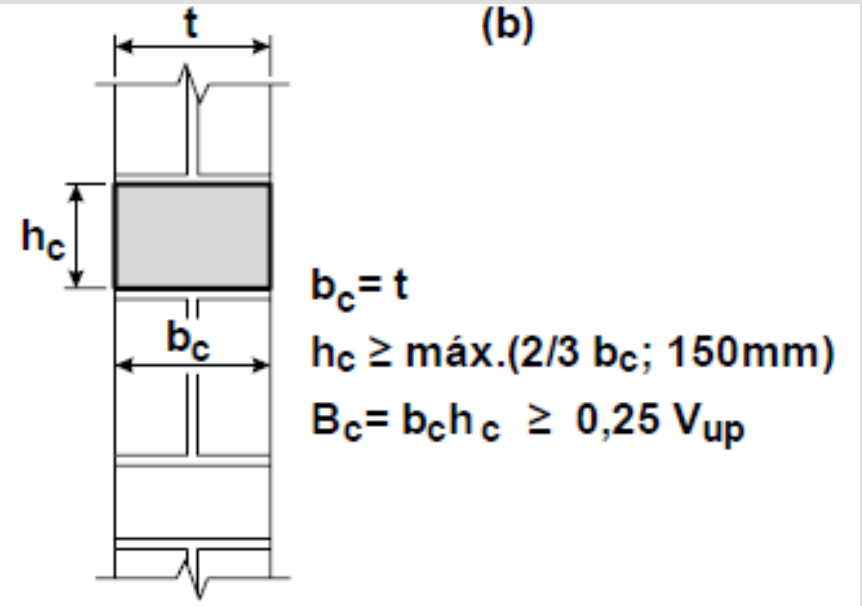 t
(b)
hc
bc= t
bc
hc ≥ máx.(2/3 bc; 150mm)
Bc= bchc ≥ 0,25 Vup